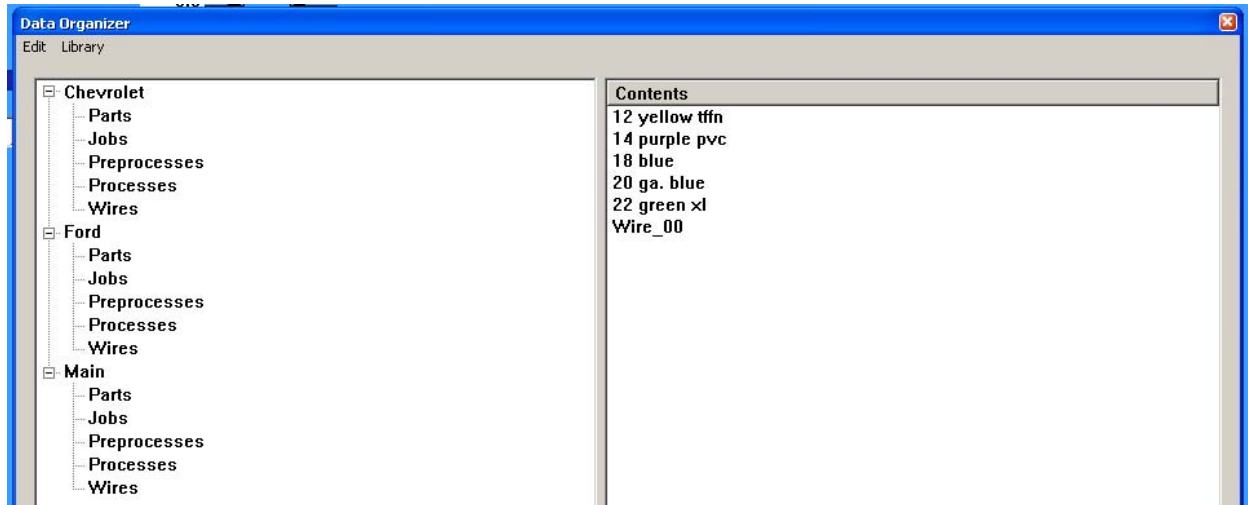 Data Organizer
Edit Library
Chevrolet
Parts
Jobs
Preprocesses
Processes
Wires
Ford
Parts
Jobs
Preprocesses
Processes
Wires
Main
Parts
Jobs
Preprocesses
Processes
Wires
Contents
12 yellow tffn
14 purple pvc
18 blue
20 ga. blue
22 green xl
Wire_00